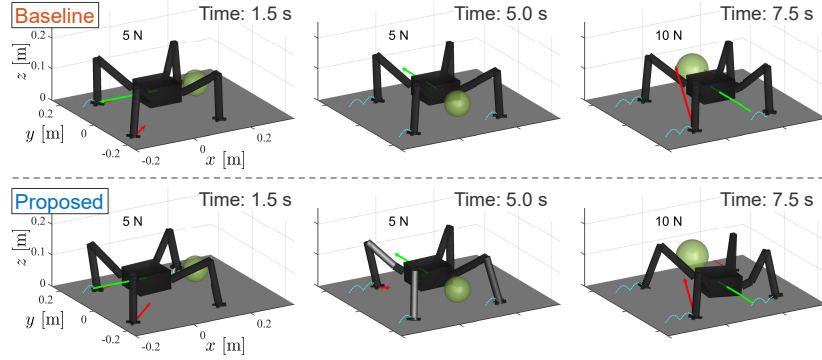 Baseline
Time: 1.5 s
Time: 5.0 s
Time: 7.5 s
5 N
5 N
10 N
z [m]
0.2
0.1
0
0.2
0
-0.2
y [m]
-0.2
0
0.2
x [m]
Proposed
Time: 1.5 s
Time: 5.0 s
Time: 7.5 s
5 N
5 N
10 N
z [m]
0.2
0.1
0
0.2
0
-0.2
y [m]
-0.2
0
0.2
x [m]